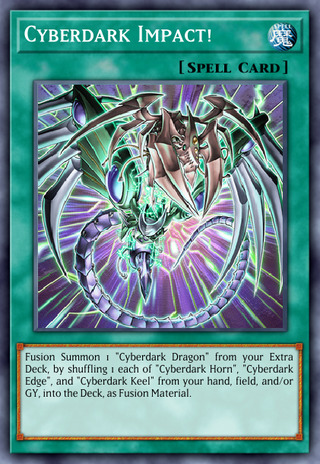 Cyberdark Impact!
魔
[Spell Card]
Fusion Summon 1 "Cyberdark Dragon" from your Extra
Deck, by shuffling 1 each of "Cyberdark Horn", "Cyberdark
Edge", and "Cyberdark Keel" from your hand, field, and/or
GY, into the Deck, as Fusion Material.